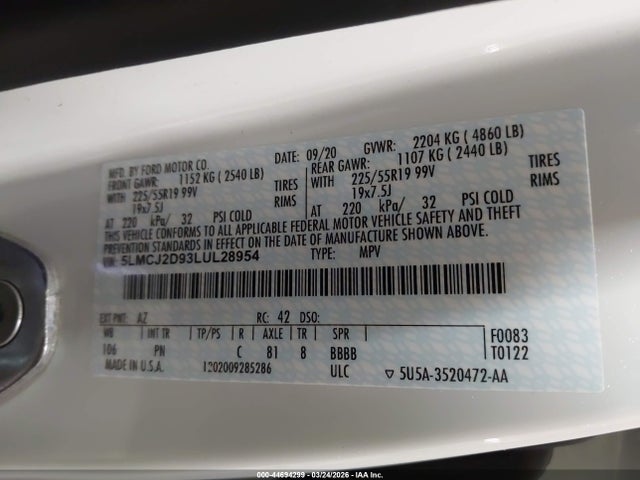 MFD. BY FORD MOTOR CO.
DATE: 09/20 GVWR: 2204 KG ( 4860 LB)
FRONT GAWR: 1152 KG ( 2540 LB) REAR GAWR: 1107 KG ( 2440 LB)
WITH 225/55R19 99V TIRES WITH 225/55R19 99V TIRES
19x7.5J RIMS 19x7.5J RIMS
AT 220 kPa/ 32 PSI COLD AT 220 kPa/ 32 PSI COLD
THIS VEHICLE CONFORMS TO ALL APPLICABLE FEDERAL MOTOR VEHICLE SAFETY AND THEFT
PREVENTION STANDARDS IN EFFECT ON THE DATE OF MANUFACTURE SHOWN ABOVE.
VIN: 5LMCJ2D93LUL28954 TYPE: MPV
EXT PNT: AZ RC: 42 DSO:
WB INT TR TP/PS R AXLE TR SPR F0083
106 PN C 81 8 BBBB T0122
MADE IN U.S.A. ULC 5U5A-3520472-AA
000-44694299 - 03/24/2026 - IAAI.COM